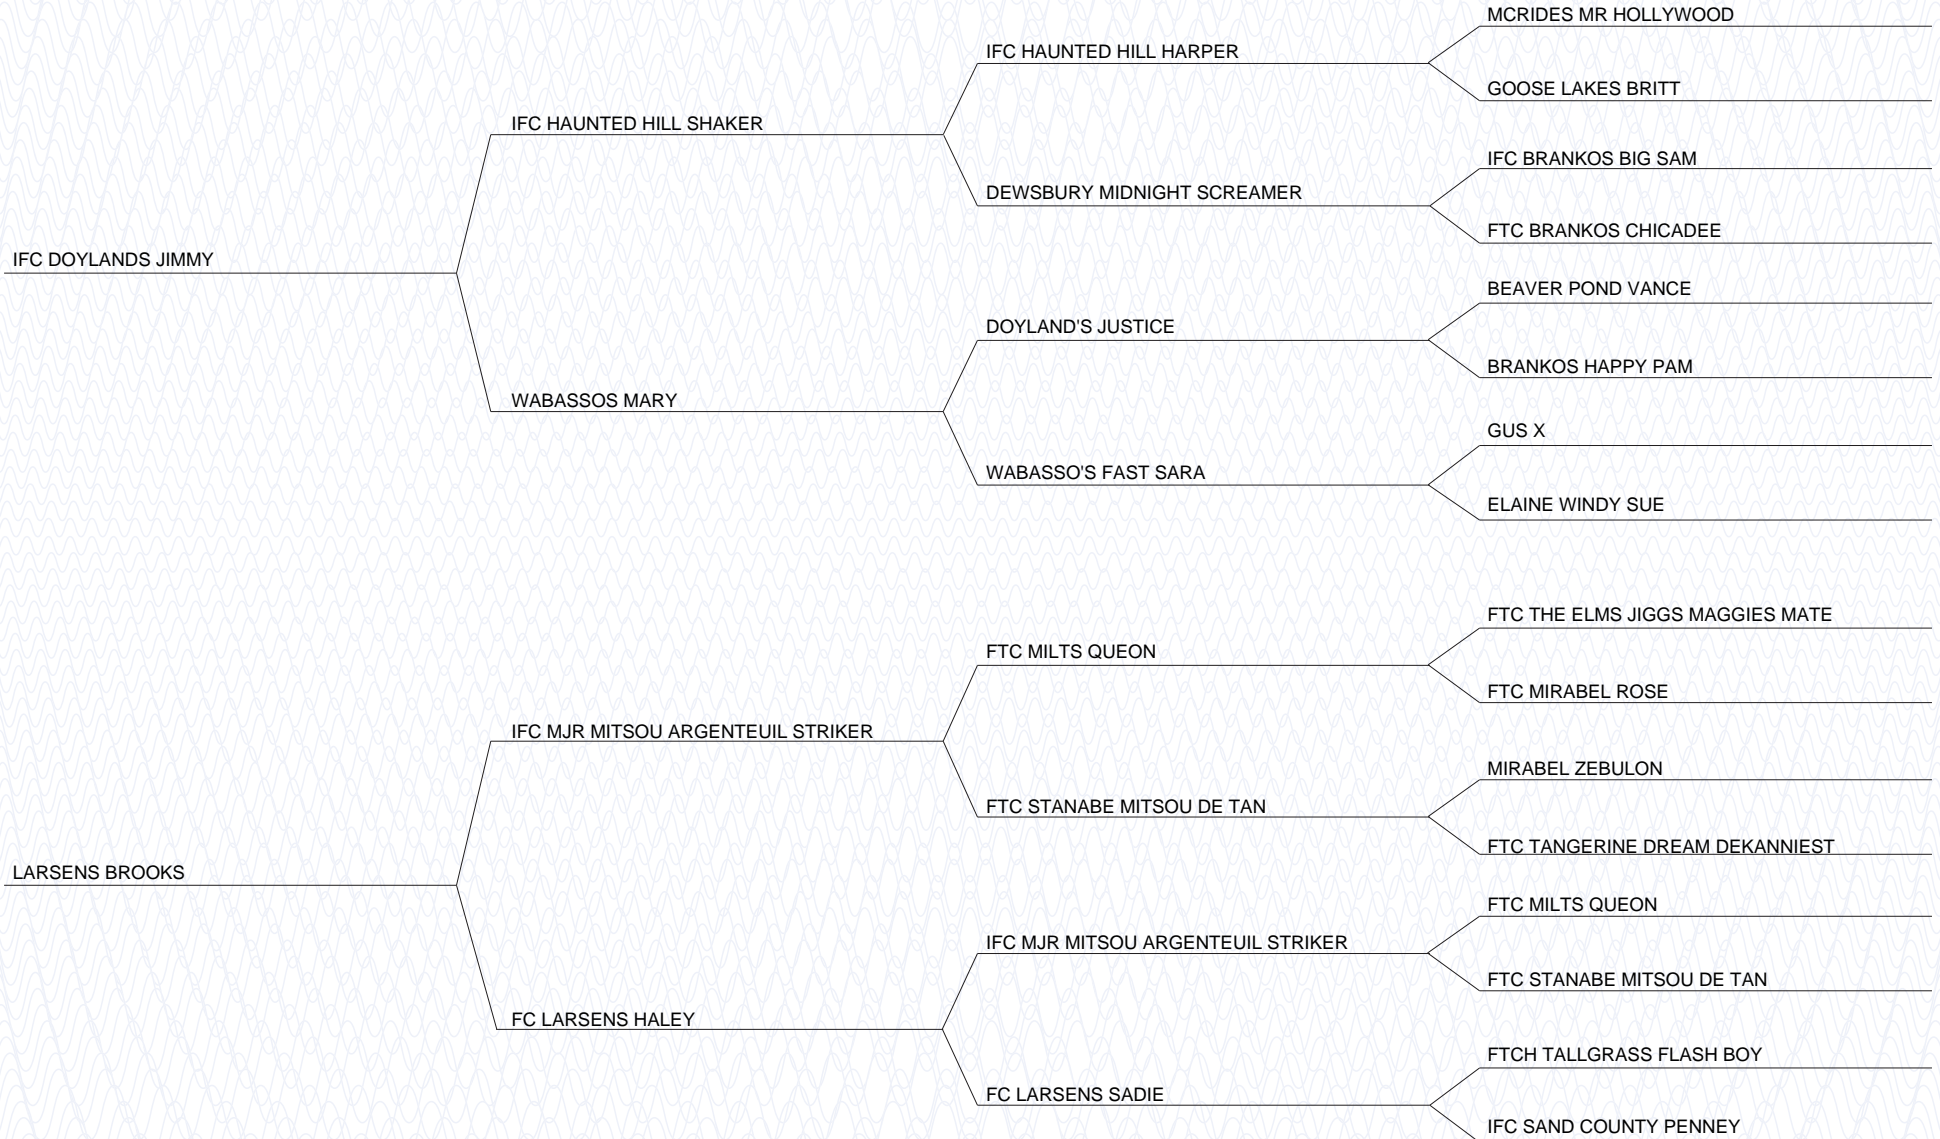 MCRIDES MR HOLLYWOOD
IFC HAUNTED HILL HARPER
GOOSE LAKES BRITT
IFC HAUNTED HILL SHAKER
IFC BRANKOS BIG SAM
DEWSBURY MIDNIGHT SCREAMER
FTC BRANKOS CHICADEE
IFC DOYLANDS JIMMY
BEAVER POND VANCE
DOYLAND'S JUSTICE
BRANKOS HAPPY PAM
WABASSOS MARY
GUS X
WABASSO'S FAST SARA
ELAINE WINDY SUE
FTC THE ELMS JIGGS MAGGIES MATE
FTC MILTS QUEON
FTC MIRABEL ROSE
IFC MJR MITSOU ARGENTEUIL STRIKER
MIRABEL ZEBULON
FTC STANABE MITSOU DE TAN
FTC TANGERINE DREAM DEKANNIEST
LARSENS BROOKS
FTC MILTS QUEON
IFC MJR MITSOU ARGENTEUIL STRIKER
FTC STANABE MITSOU DE TAN
FC LARSENS HALEY
FTCH TALLGRASS FLASH BOY
FC LARSENS SADIE
IFC SAND COUNTY PENNEY